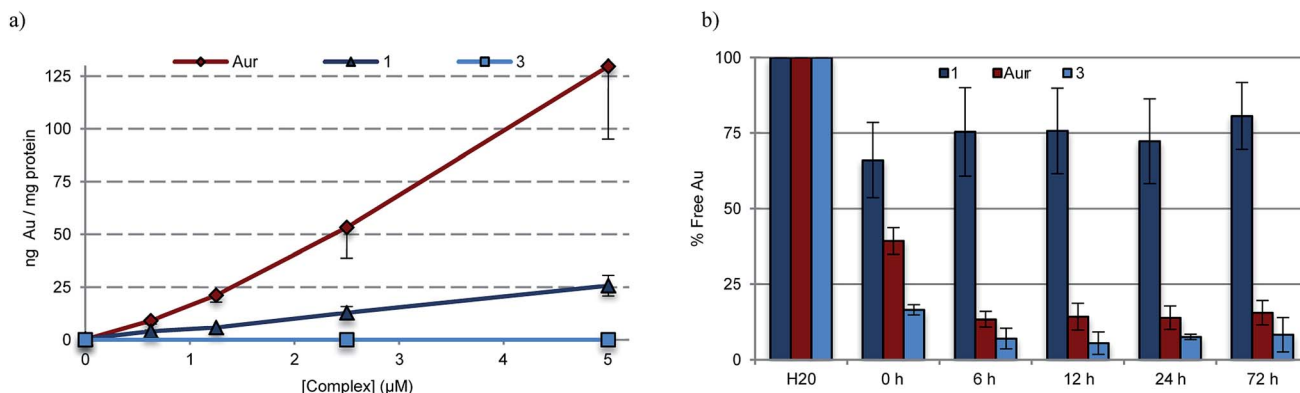 a)
Aur 1 3
125
100
75
50
25
0
0 1 2 3 4 5
ng Au / mg protein
[Complex] (µM)
b)
100
1 Aur 3
75
50
25
0
% Free Au
H20 0 h 6 h 12 h 24 h 72 h